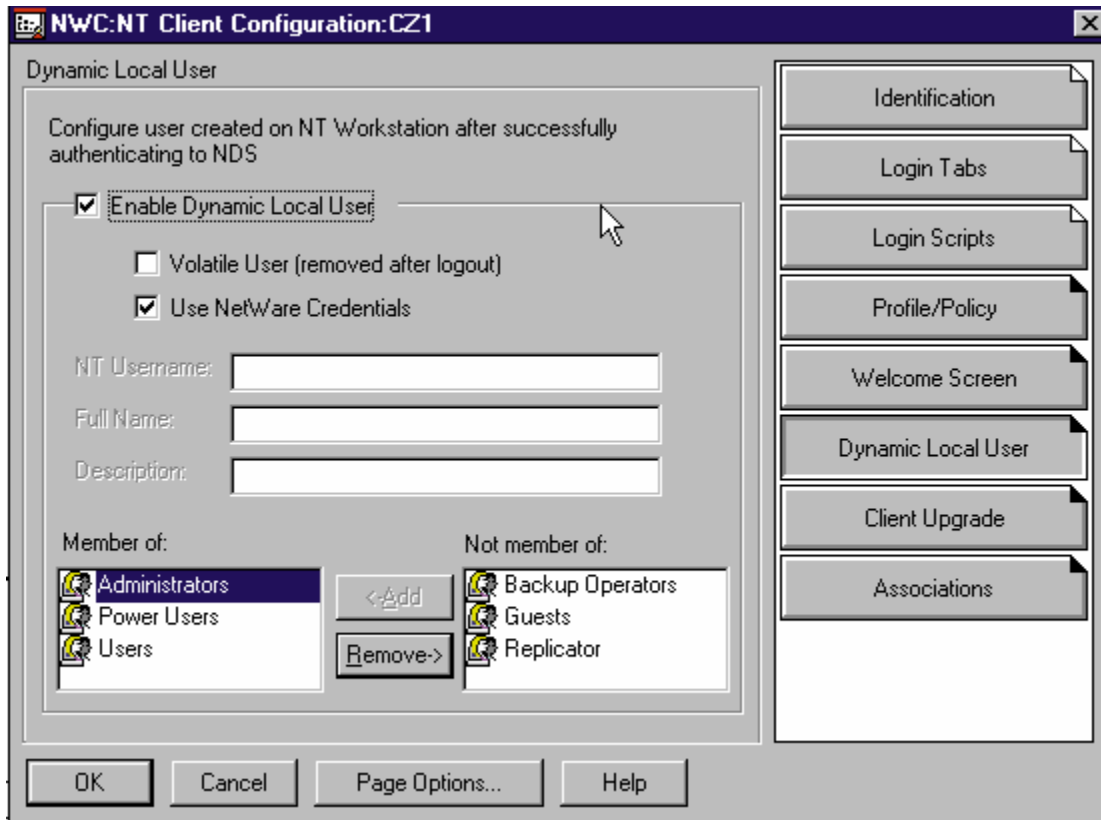 NWC:NT Client Configuration:CZ1
Dynamic Local User
Configure user created on NT Workstation after successfully
authenticating to NDS
Enable Dynamic Local User
Volatile User (removed after logout)
Use NetWare Credentials
NT Username:
Full Name:
Description:
Member of:
Administrators
Power Users
Users
<-Add
Remove->
Not member of:
Backup Operators
Guests
Replicator
Identification
Login Tabs
Login Scripts
Profile/Policy
Welcome Screen
Dynamic Local User
Client Upgrade
Associations
OK
Cancel
Page Options...
Help